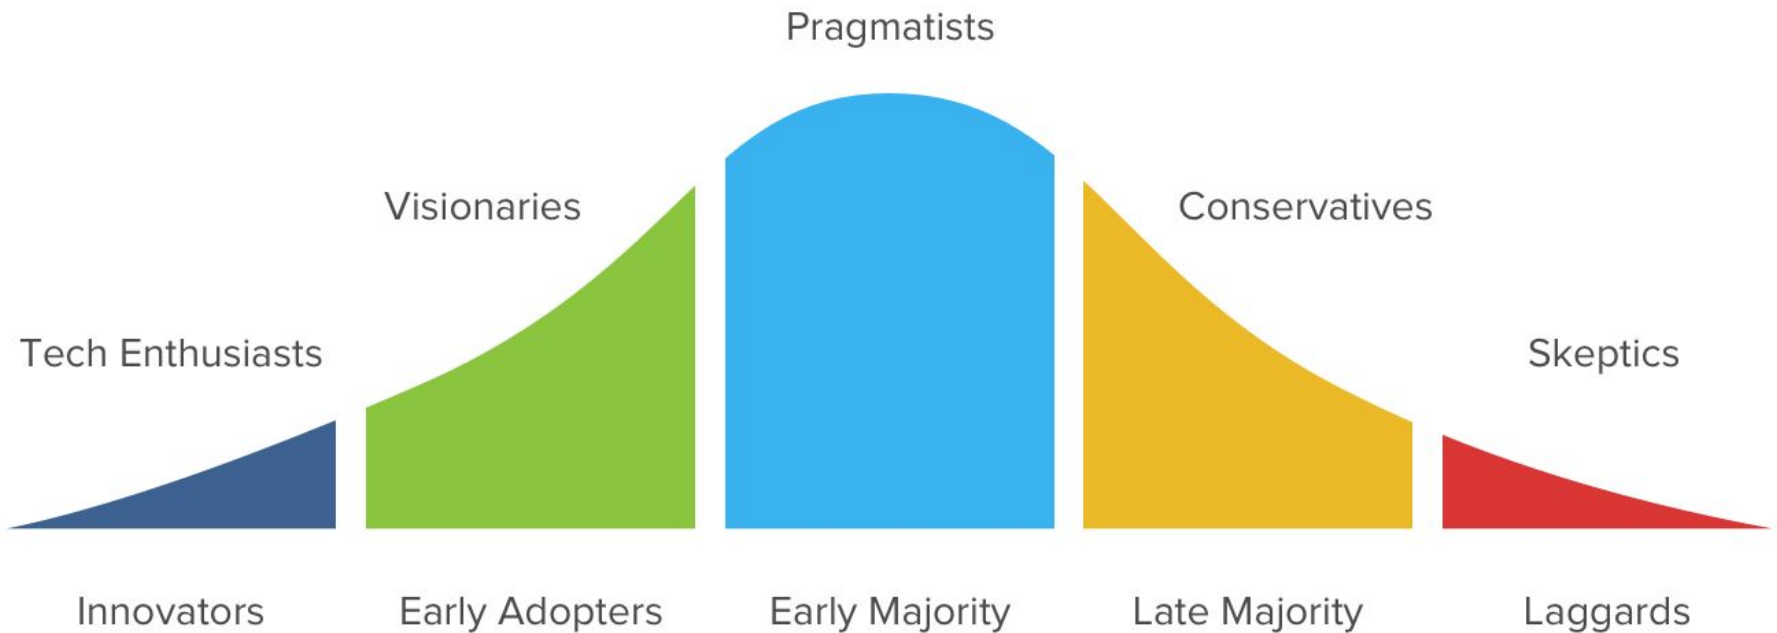 Pragmatists
Visionaries
Conservatives
Tech Enthusiasts
Skeptics
Innovators
Early Adopters
Early Majority
Late Majority
Laggards